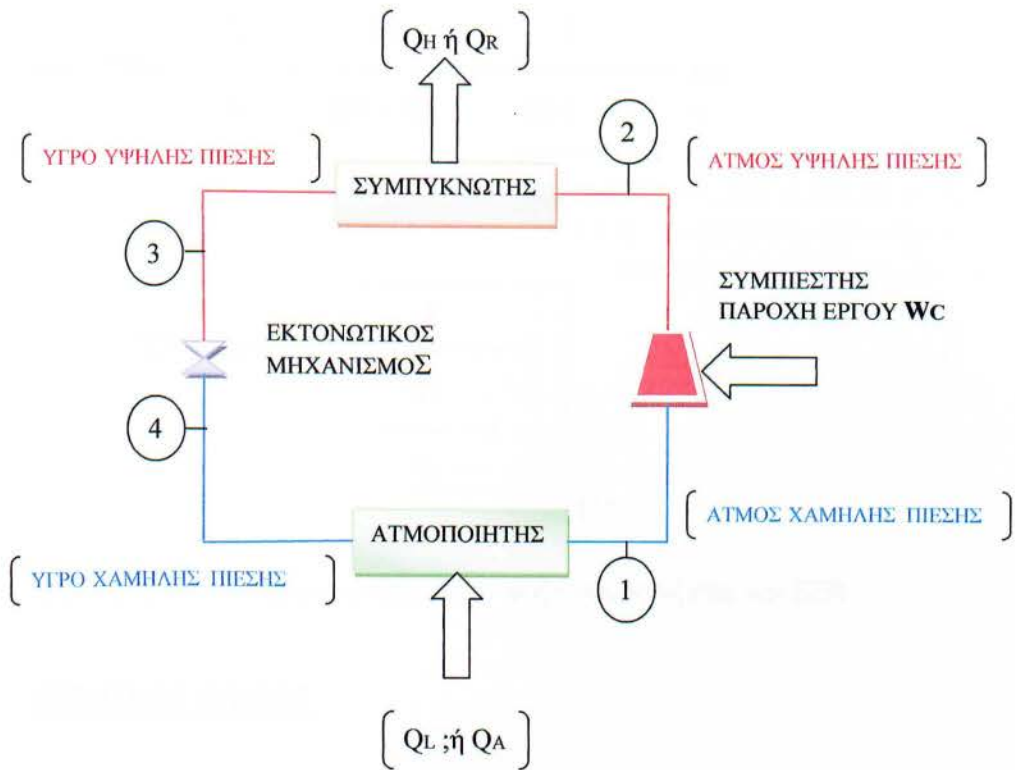 QH ή QR
2
ΥΓΡΟ ΥΨΗΛΗΣ ΠΙΕΣΗΣ
ΣΥΜΠΥΚΝΩΤΗΣ
ΑΤΜΟΣ ΥΨΗΛΗΣ ΠΙΕΣΗΣ
3
ΣΥΜΠΙΕΣΤΗΣ
ΠΑΡΟΧΗ ΕΡΓΟΥ WC
ΕΚΤΟΝΩΤΙΚΟΣ
ΜΗΧΑΝΙΣΜΟΣ
4
ΑΤΜΟΣ ΧΑΜΗΛΗΣ ΠΙΕΣΗΣ
ΑΤΜΟΠΟΙΗΤΗΣ
ΥΓΡΟ ΧΑΜΗΛΗΣ ΠΙΕΣΗΣ
1
QL ;ή QA